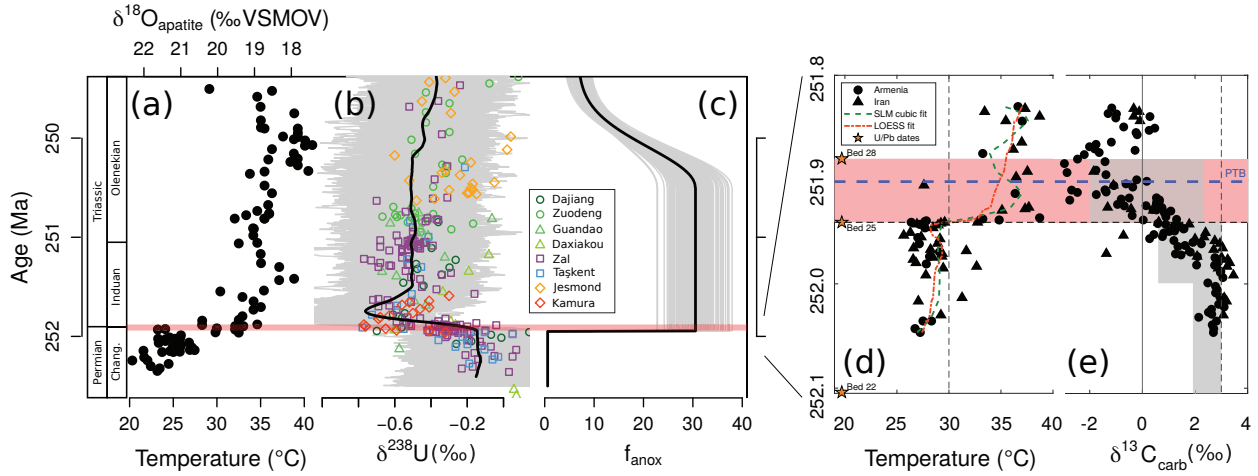 δ18Oapatite (‰VSMOV)
22 21 20 19 18
(a)
(b)
(c)
Age (Ma)
Triassic
Permian
Olenekian
Induan
Chang.
250
251
252
Dajiang
Zuodeng
Guandao
Daxiakou
Zal
Taşkent
Jesmond
Kamura
20 25 30 35 40
Temperature (°C)
−0.6 −0.2
δ238U(‰)
0 10 20 30 40
fanox
251.8
251.9
252.0
252.1
(d)
(e)
Armenia
Iran
SLM cubic fit
LOESS fit
U/Pb dates
Bed 28
PTB
Bed 25
Bed 22
20 25 30 35 40
Temperature (°C)
−2 0 2 4
δ13Ccarb(‰)